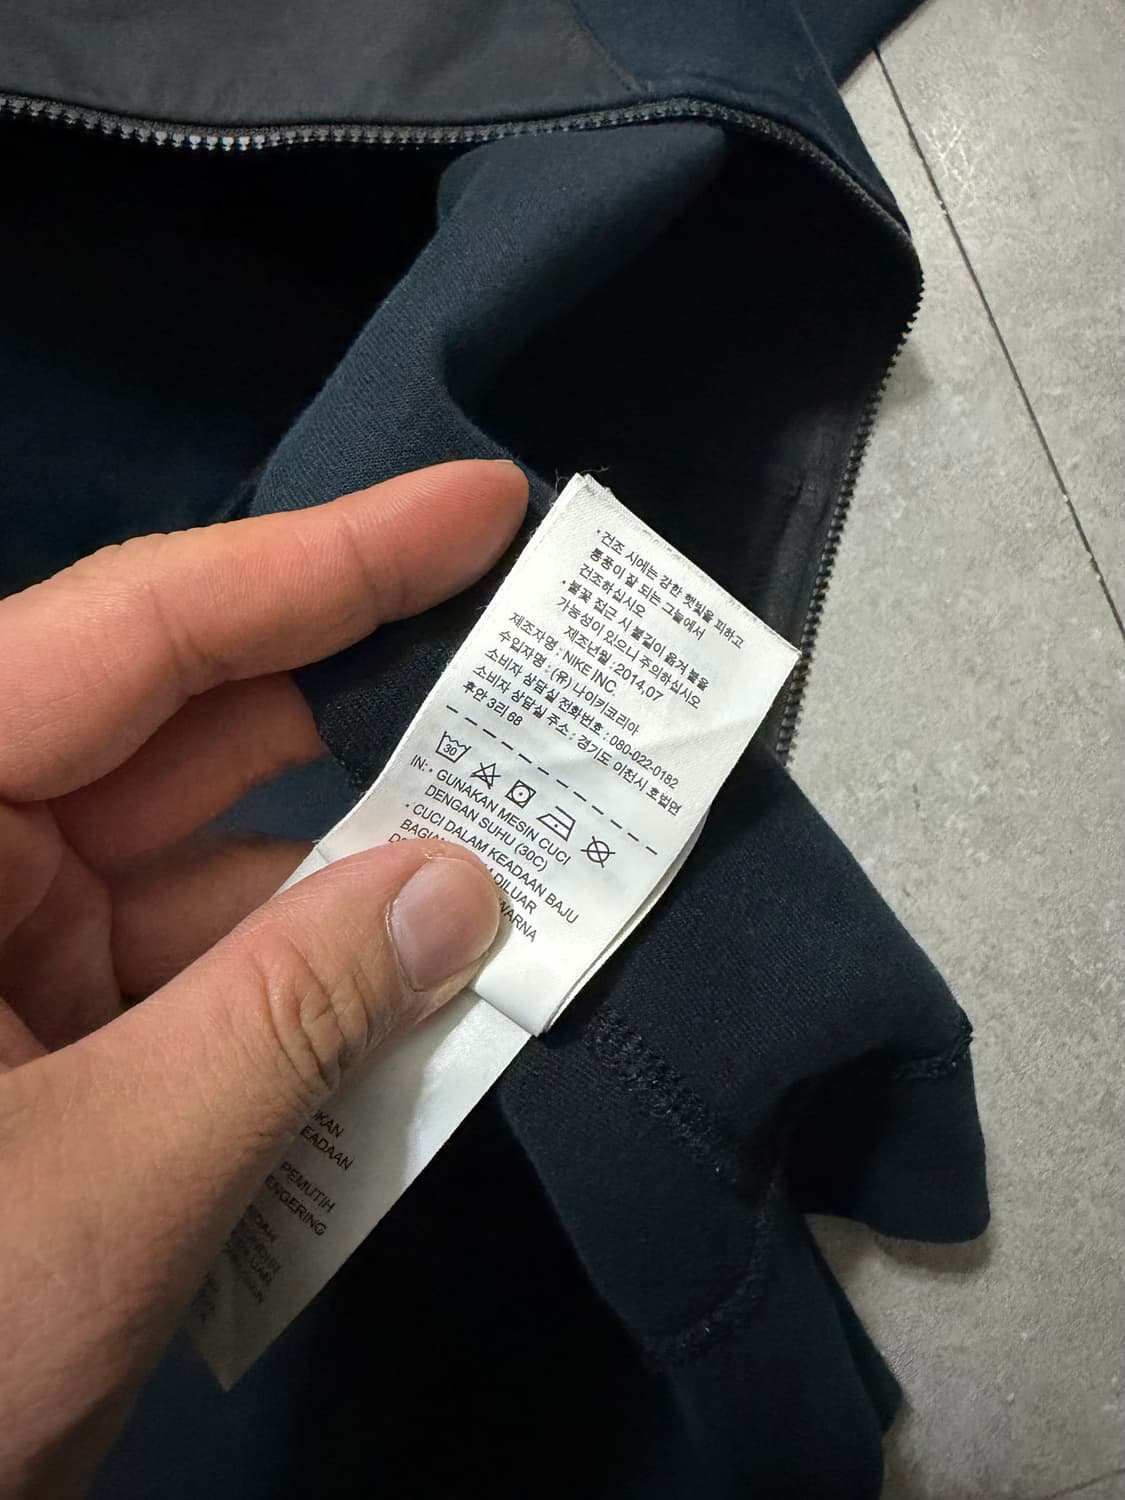 • 건조 시에는 강한 햇빛을 피하고
통풍이 잘 되는 그늘에서
건조하십시오
• 불꽃 접근 시 불길이 옮겨 붙을
가능성이 있으니 주의하십시오
제조년월 : 2014.07
제조자명 : NIKE INC.
수입자명 : (유) 나이키코리아
소비자 상담실 전화번호 : 080-022-0182
소비자 상담실 주소 : 경기도 이천시 호법면
후안 3리 68
30
IN: • GUNAKAN MESIN CUCI
DENGAN SUHU (30C)
• CUCI DALAM KEADAAN BAJU
DILUAR
WARNA
EADAAN
PEMUTIH